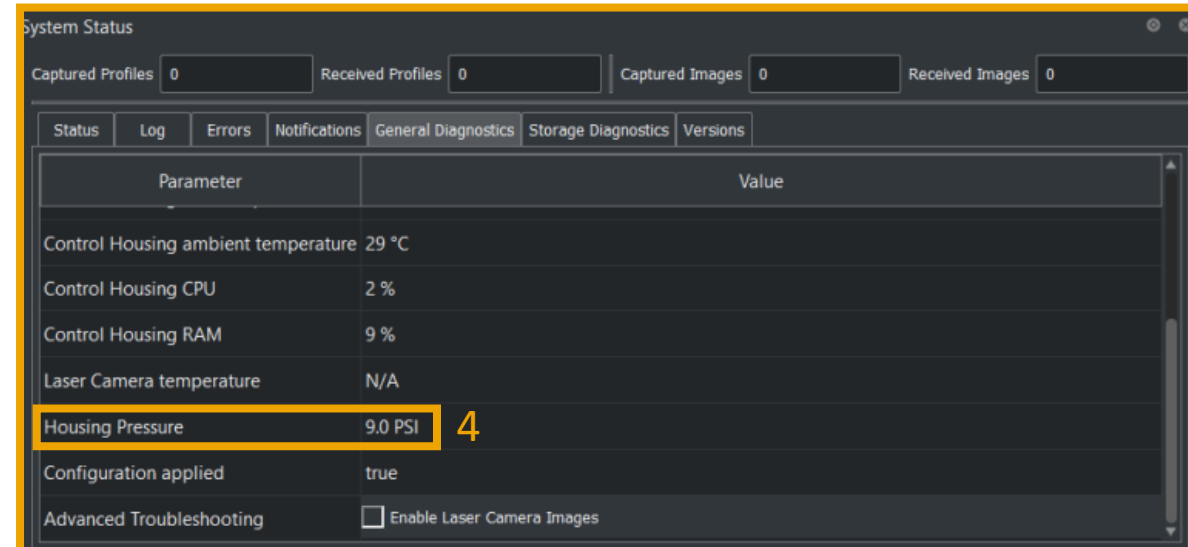 System Status
Captured Profiles 0 Received Profiles 0 Captured Images 0 Received Images 0
Status Log Errors Notifications General Diagnostics Storage Diagnostics Versions
Parameter Value
Control Housing ambient temperature 29 °C
Control Housing CPU 2 %
Control Housing RAM 9 %
Laser Camera temperature N/A
Housing Pressure 9.0 PSI 4
Configuration applied true
Advanced Troubleshooting Enable Laser Camera Images